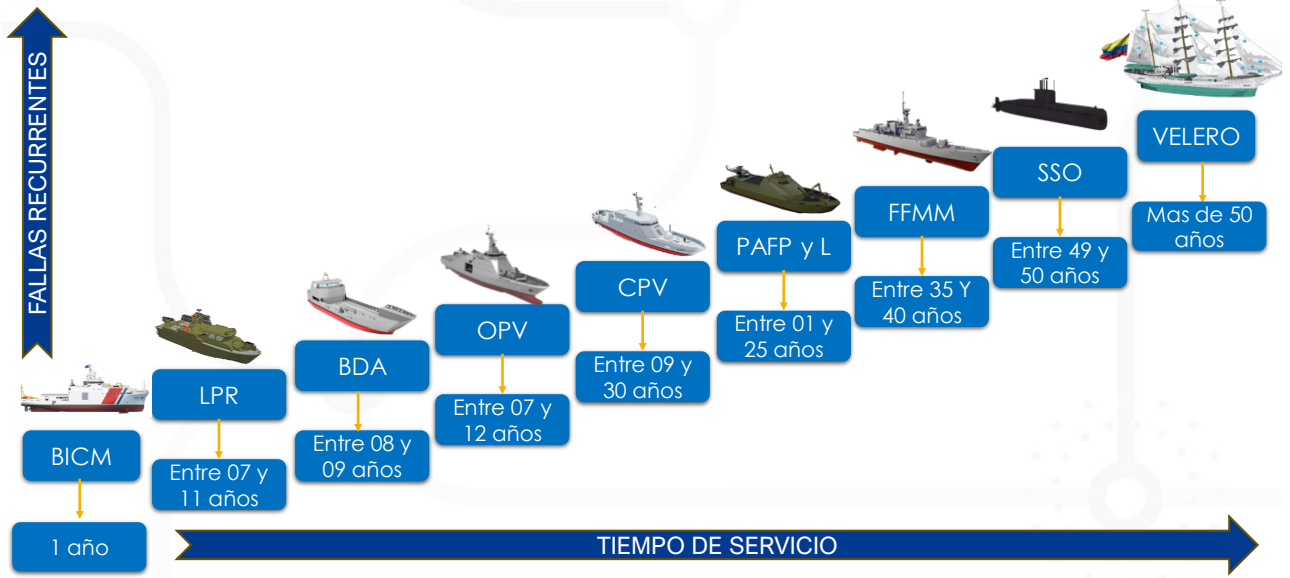 FALLAS RECURRENTES
BICM
1 año
LPR
Entre 07 y
11 años
BDA
Entre 08 y
09 años
OPV
Entre 07 y
12 años
CPV
Entre 09 y
30 años
PAFP y L
Entre 01 y
25 años
FFMM
Entre 35 Y
40 años
SSO
Entre 49 y
50 años
VELERO
Mas de 50
años
TIEMPO DE SERVICIO